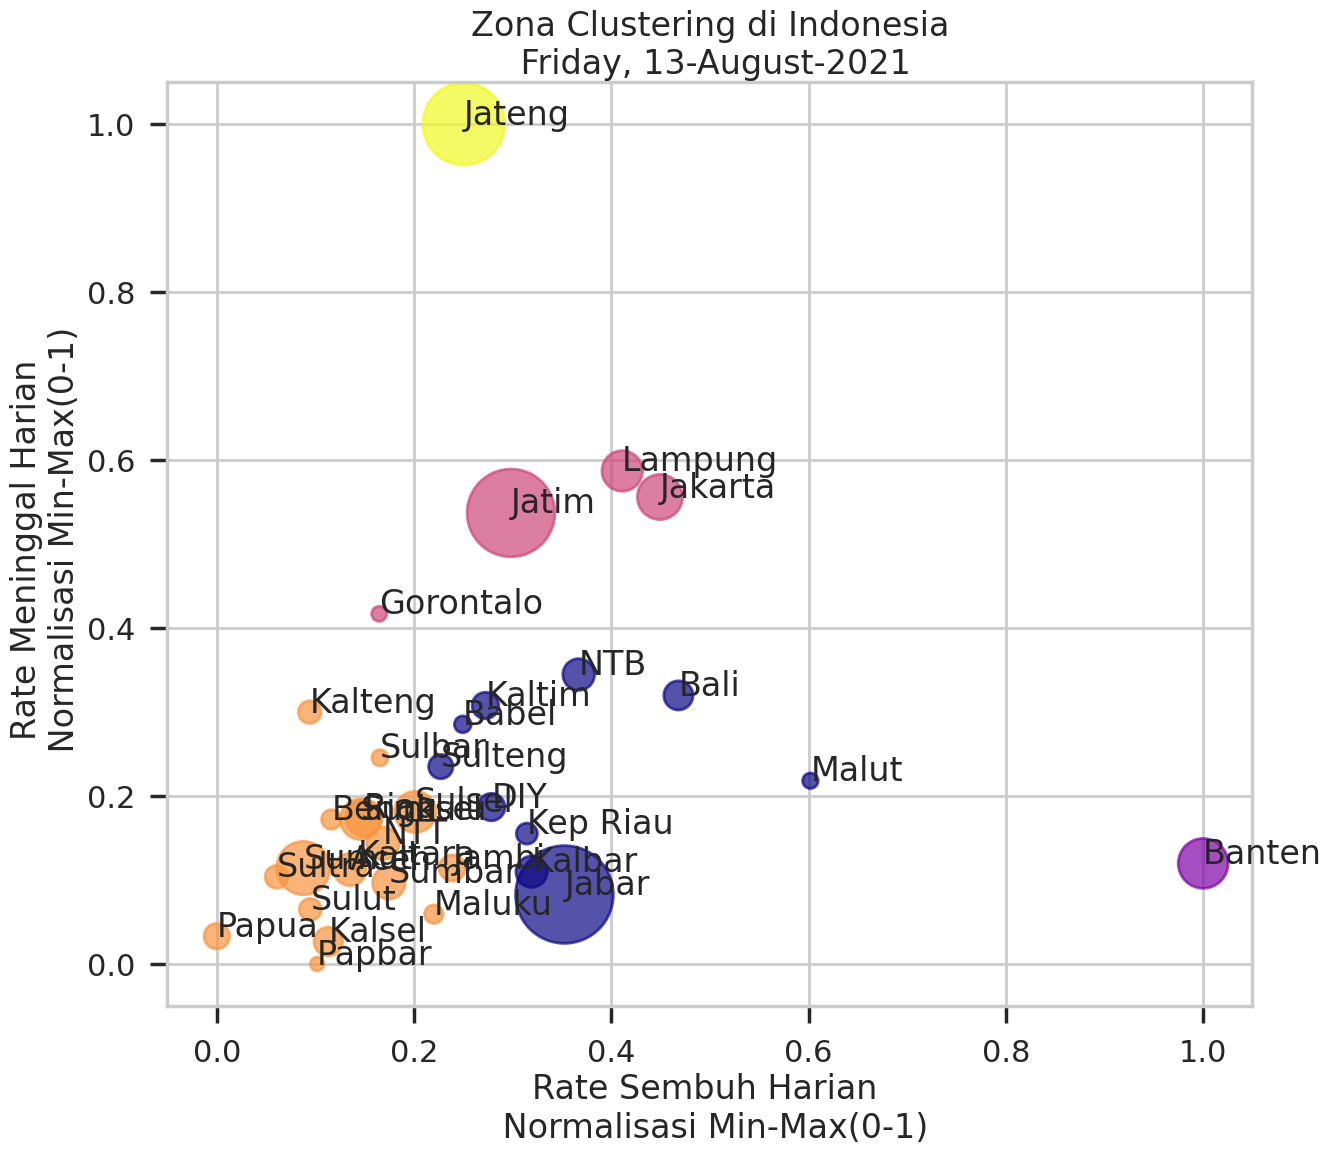 Zona Clustering di Indonesia
Friday, 13-August-2021
Rate Meninggal Harian
Normalisasi Min-Max(0-1)
1.0
0.8
0.6
0.4
0.2
0.0
Jateng
Lampung
Jakarta
Jatim
Gorontalo
NTB
Bali
Kaltim
Kalteng
Babel
Sulbar
Sulteng
Malut
DIY
Sulsel
NTT
Kep Riau
Kaltara
Jambi
Kalbar
Banten
Sumbar
Sultra
Jabar
Sulut
Maluku
Papua
Kalsel
Papbar
0.0
0.2
0.4
0.6
0.8
1.0
Rate Sembuh Harian
Normalisasi Min-Max(0-1)